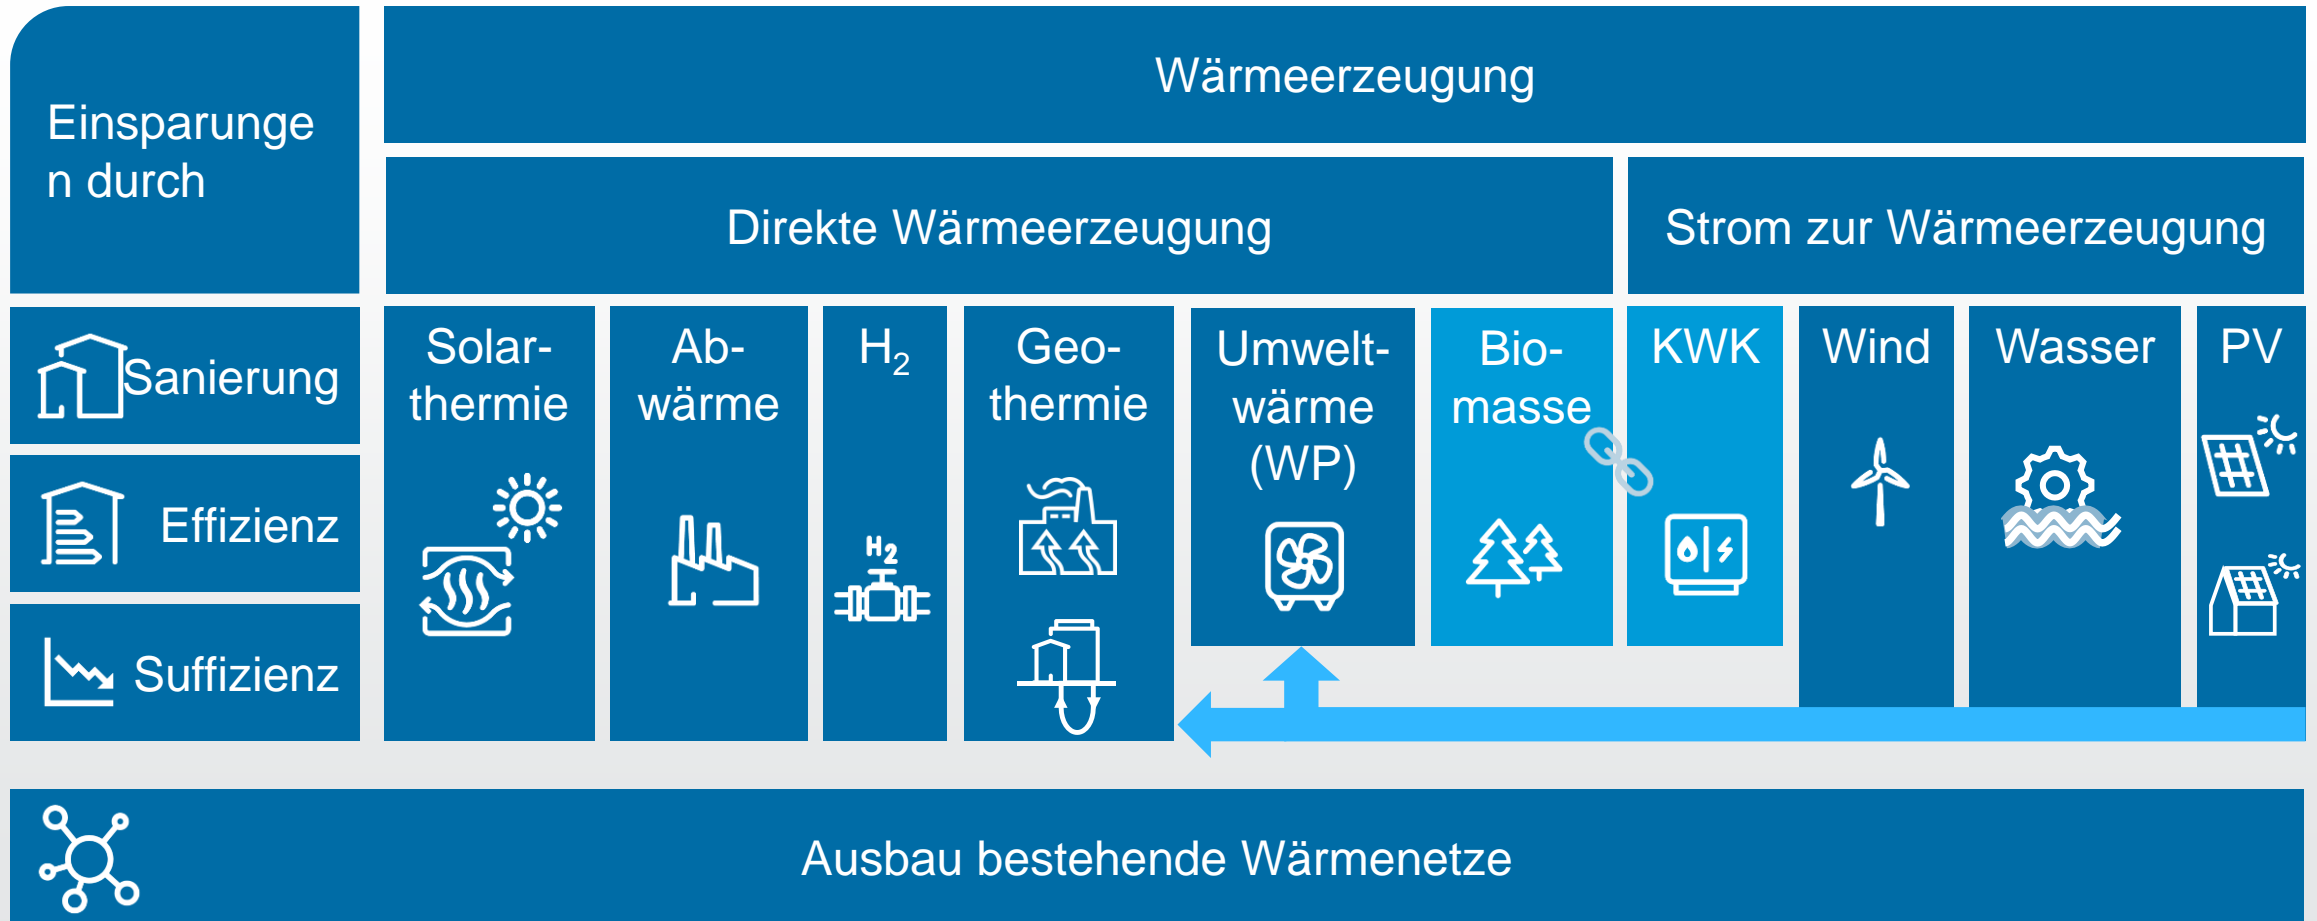 Einsparunge
n durch
Wärmeerzeugung
Direkte Wärmeerzeugung
Strom zur Wärmeerzeugung
Sanierung
Effizienz
Suffizienz
Solar-
thermie
Ab-
wärme
H₂
H2
Geo-
thermie
Umwelt-
wärme
(WP)
Bio-
masse
KWK
Wind
Wasser
PV
Ausbau bestehende Wärmenetze